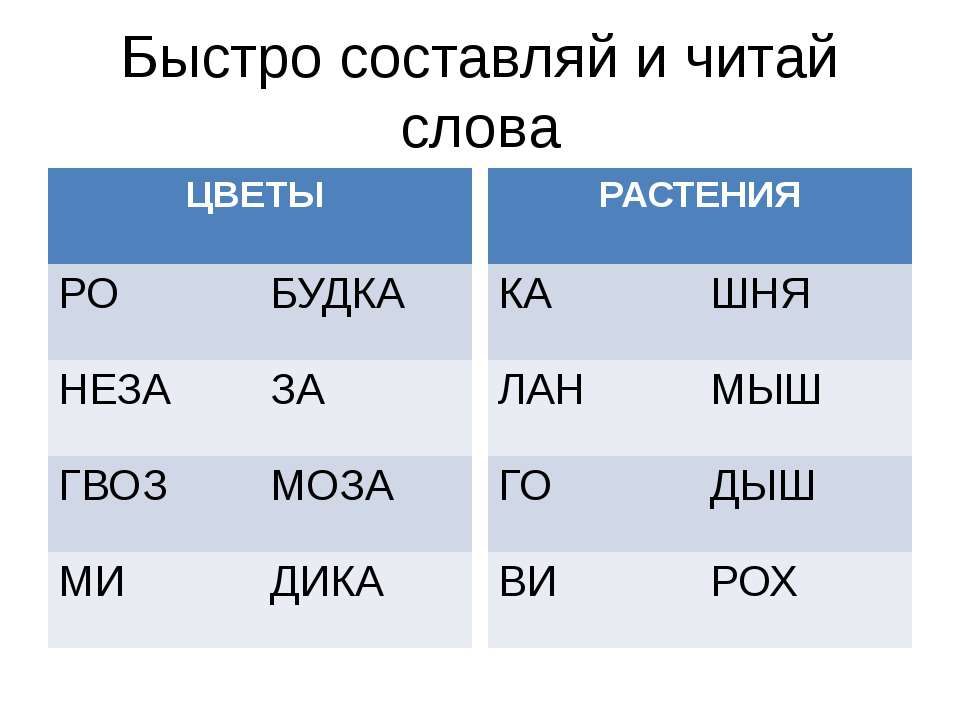 Быстро составляй и читай
слова
ЦВЕТЫ РАСТЕНИЯ
РО БУДКА КА ШНЯ
НЕЗА ЗА ЛАН МЫШ
ГВОЗ МОЗА ГО ДЫШ
МИ ДИКА ВИ РОХ